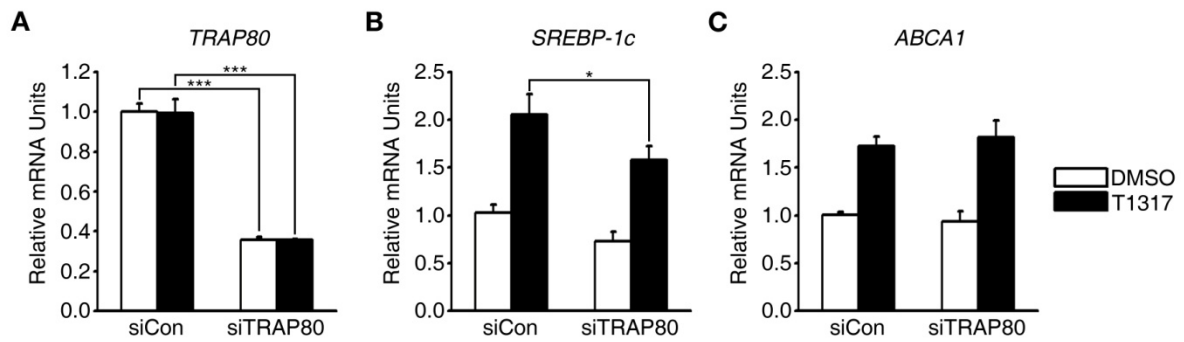 A
TRAP80
Relative mRNA Units
1.2
1.0
0.8
0.6
0.4
0.2
0.0
***
***
siCon
siTRAP80
B
SREBP-1c
Relative mRNA Units
2.5
2.0
1.5
1.0
0.5
0.0
*
siCon
siTRAP80
C
ABCA1
Relative mRNA Units
2.5
2.0
1.5
1.0
0.5
0.0
siCon
siTRAP80
DMSO
T1317